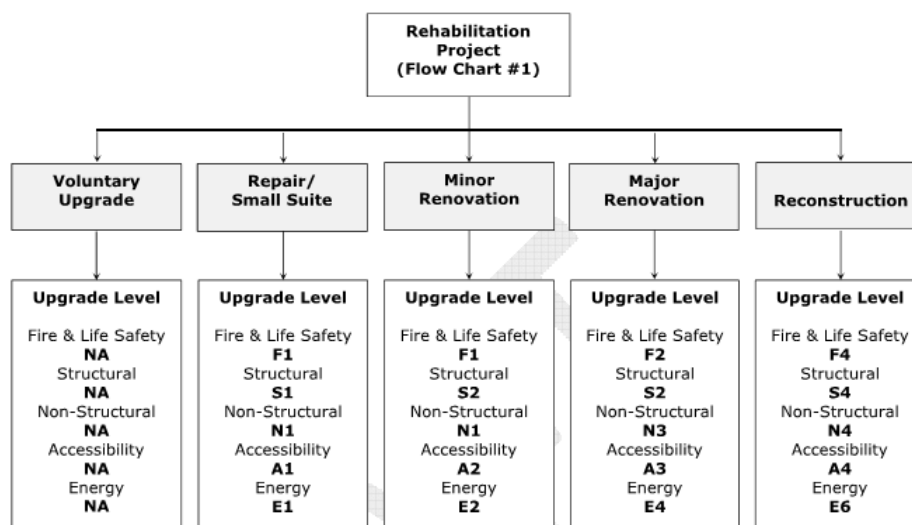 Rehabilitation
Project
(Flow Chart #1)
Voluntary
Upgrade
Repair/
Small Suite
Minor
Renovation
Major
Renovation
Reconstruction
Upgrade Level
Fire & Life Safety
NA
Structural
NA
Non-Structural
NA
Accessibility
NA
Energy
NA
Upgrade Level
Fire & Life Safety
F1
Structural
S1
Non-Structural
N1
Accessibility
A1
Energy
E1
Upgrade Level
Fire & Life Safety
F1
Structural
S2
Non-Structural
N1
Accessibility
A2
Energy
E2
Upgrade Level
Fire & Life Safety
F2
Structural
S2
Non-Structural
N3
Accessibility
A3
Energy
E4
Upgrade Level
Fire & Life Safety
F4
Structural
S4
Non-Structural
N4
Accessibility
A4
Energy
E6